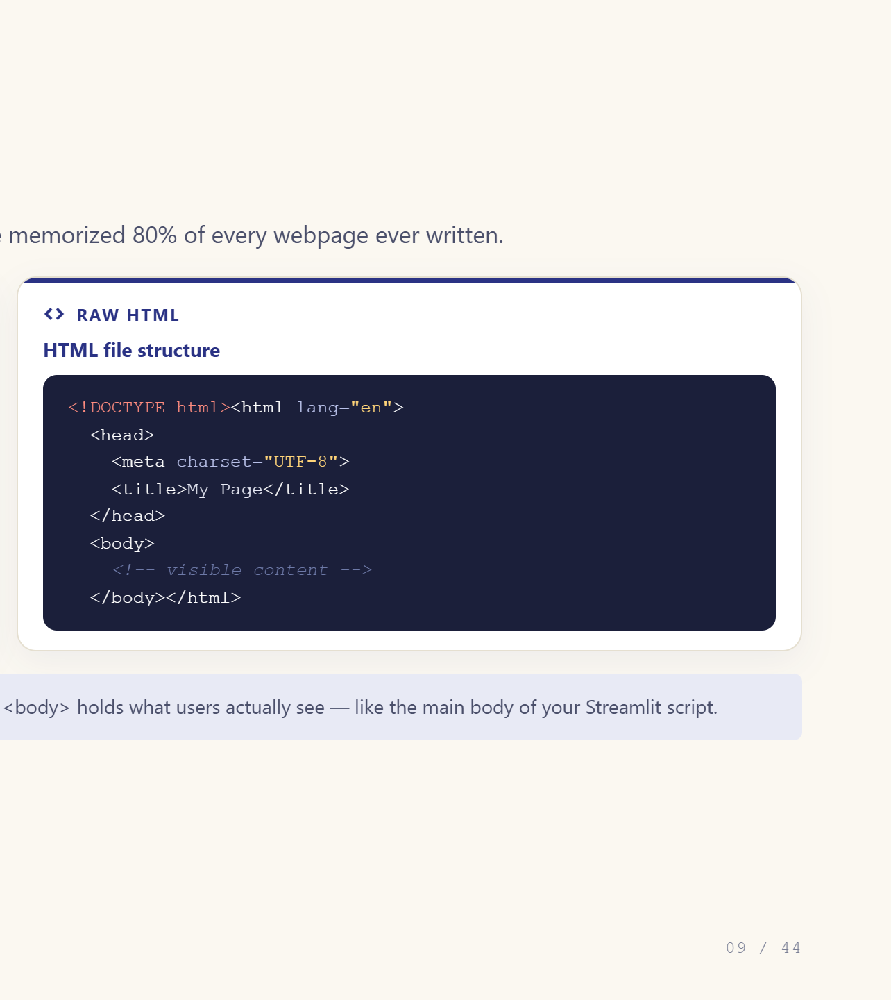 memorized 80% of every webpage ever written.
RAW HTML
HTML file structure
<!DOCTYPE html><html lang="en">
<head>
<meta charset="UTF-8">
<title>My Page</title>
</head>
<body>
<!-- visible content -->
</body></html>
<body> holds what users actually see — like the main body of your Streamlit script.
09 / 44